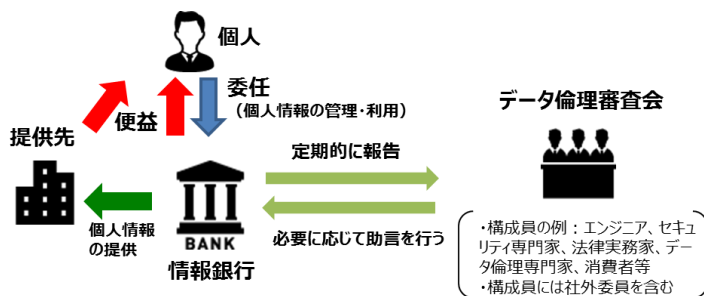 個人
委任
（個人情報の管理・利用）
便益
提供先
個人情報
の提供
BANK
情報銀行
定期的に報告
必要に応じて助言を行う
データ倫理審査会
・構成員の例：エンジニア、セキュ
リティ専門家、法律実務家、デー
タ倫理専門家、消費者等
・構成員には社外委員を含む